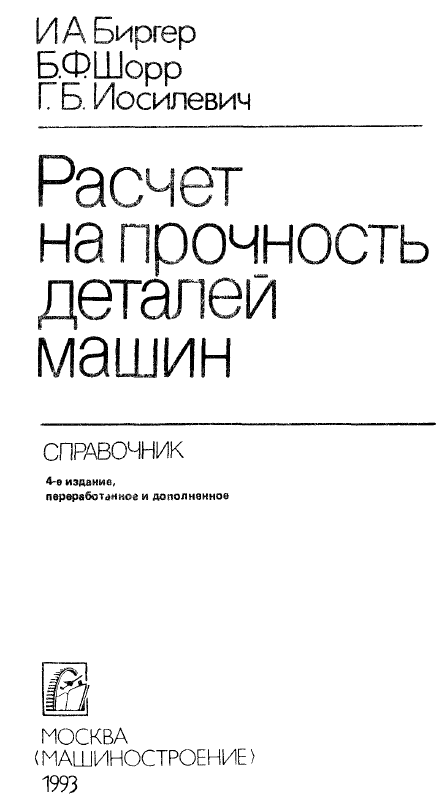 И.А Биргер
Б.Ф.Шорр
Г.Б.Иосилевич
Расчет
на прочность
деталей
машин
СПРАВОЧНИК
4-е издание,
переработанное и дополненное
МОСКВА
〈МАШИНОСТРОЕНИЕ〉
1993